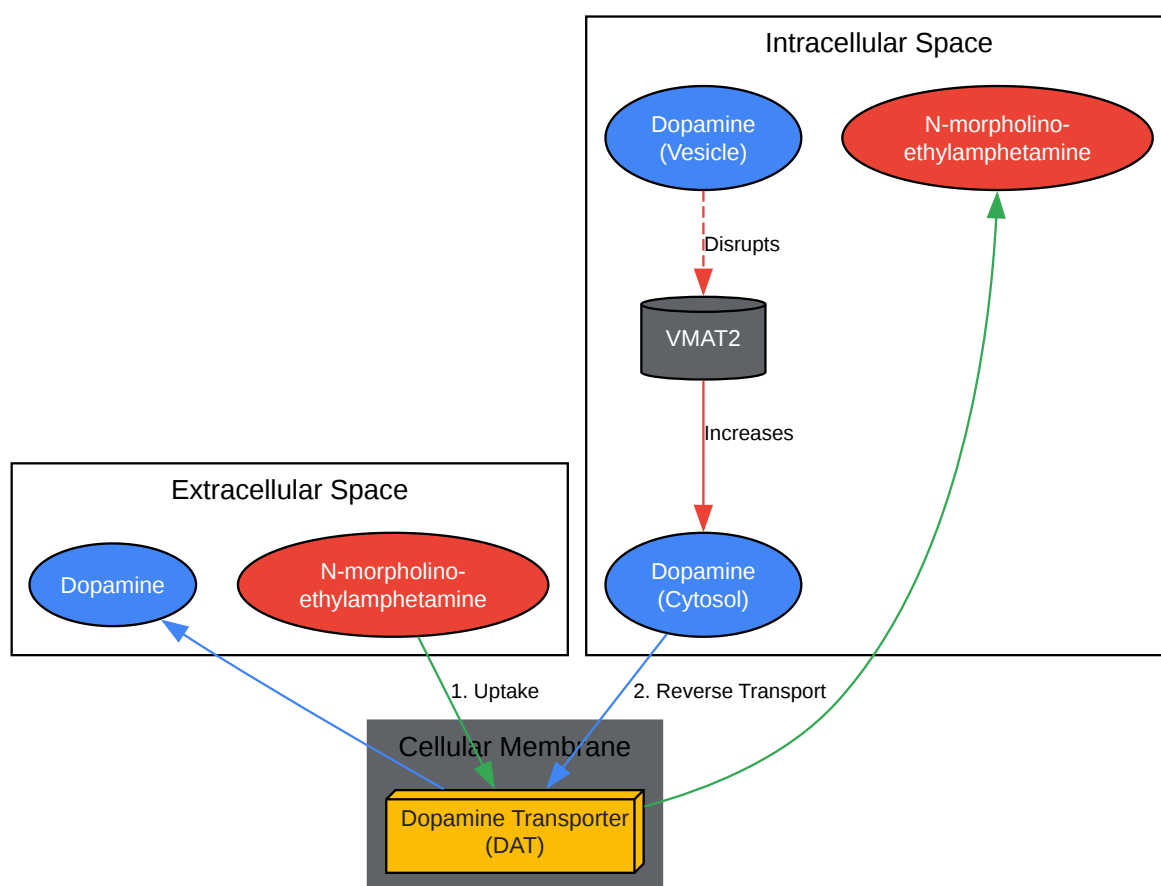 Intracellular Space
Dopamine
(Vesicle)
N-morpholino-
ethylamphetamine
Disrupts
VMAT2
Increases
Extracellular Space
Dopamine
N-morpholino-
ethylamphetamine
Dopamine
(Cytosol)
1. Uptake
2. Reverse Transport
Cellular Membrane
Dopamine Transporter
(DAT)